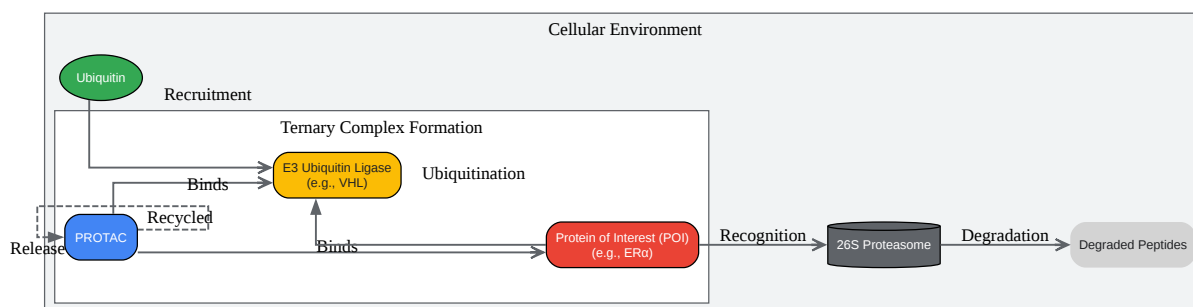 Cellular Environment
Ubiquitin
Recruitment
Ternary Complex Formation
E3 Ubiquitin Ligase
(e.g., VHL)
Ubiquitination
Binds
Recycled
PROTAC
Release
Binds
Protein of Interest (POI)
(e.g., ERα)
Recognition
26S Proteasome
Degradation
Degraded Peptides